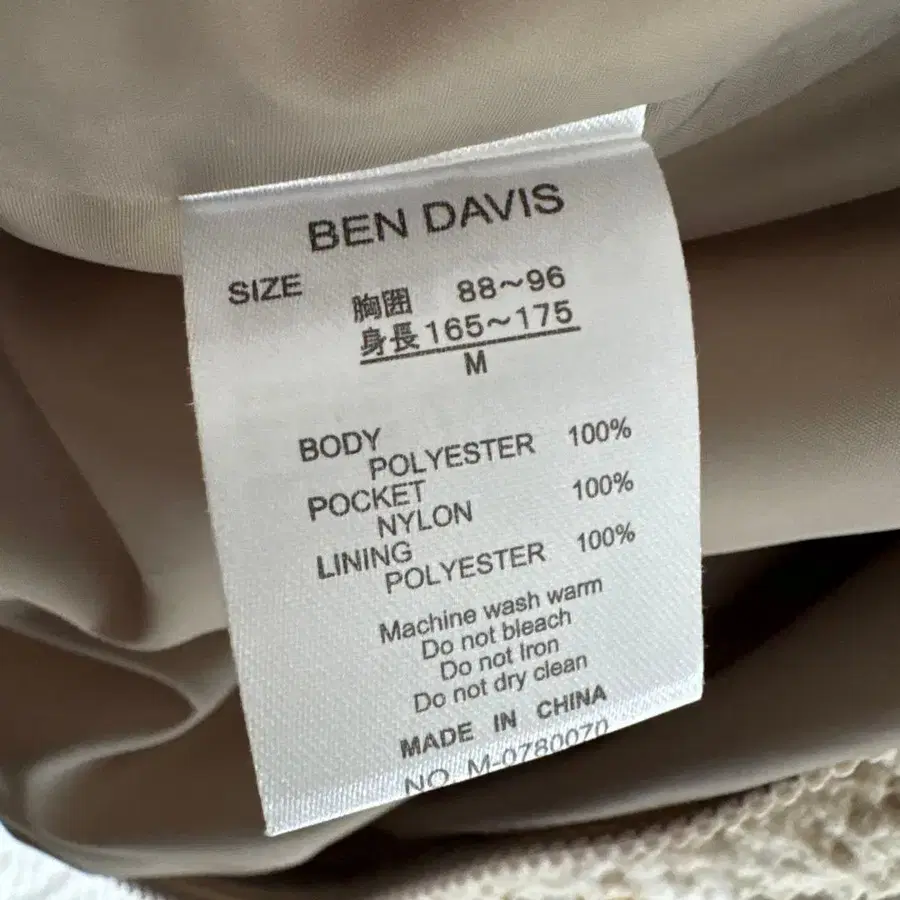 BEN DAVIS
SIZE
胸囲 88~96
身長 165~175
M
BODY
POLYESTER 100%
POCKET
NYLON 100%
LINING
POLYESTER 100%
Machine wash warm
Do not bleach
Do not Iron
Do not dry clean
MADE IN CHINA
NO. M-0780070